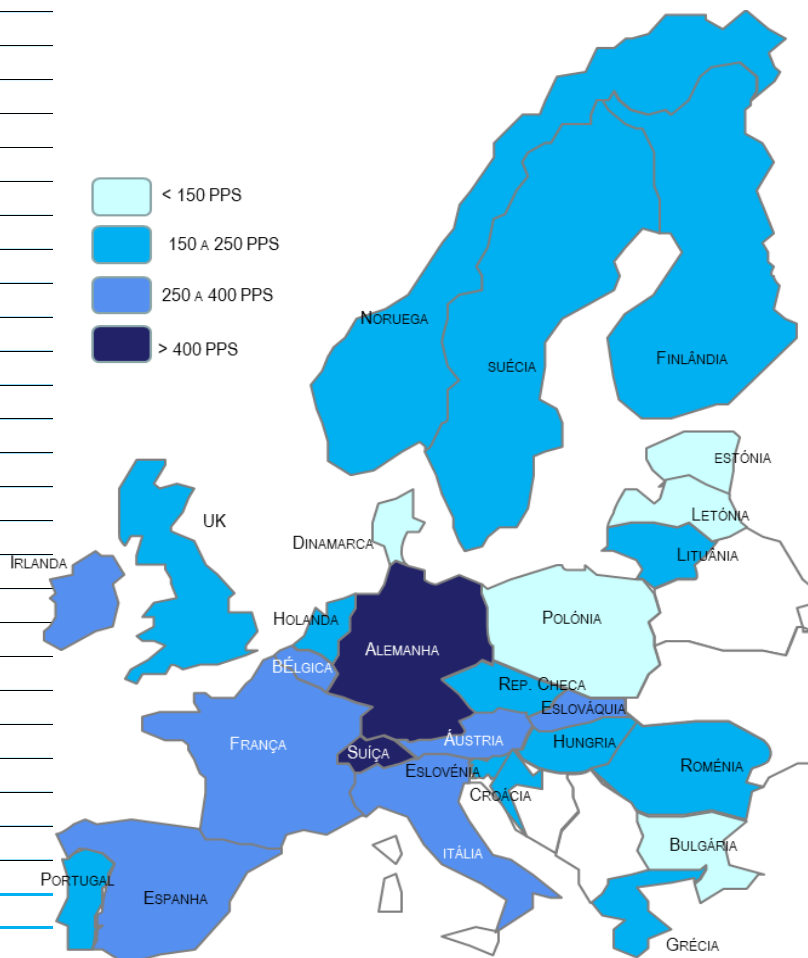 < 150 PPS
150 A 250 PPS
250 A 400 PPS
> 400 PPS
NORUEGA
SUÉCIA
FINLÂNDIA
ESTÓNIA
LETÓNIA
LITUÂNIA
UK
DINAMARCA
IRLANDA
HOLANDA
POLÓNIA
ALEMANHA
BÉLGICA
REP. CHECA
ESLOVÁQUIA
FRANÇA
ÁUSTRIA
HUNGRIA
SUÍÇA
ROMÉNIA
ESLOVÉNIA
CROÁCIA
BULGÁRIA
ITÁLIA
PORTUGAL
ESPANHA
GRÉCIA